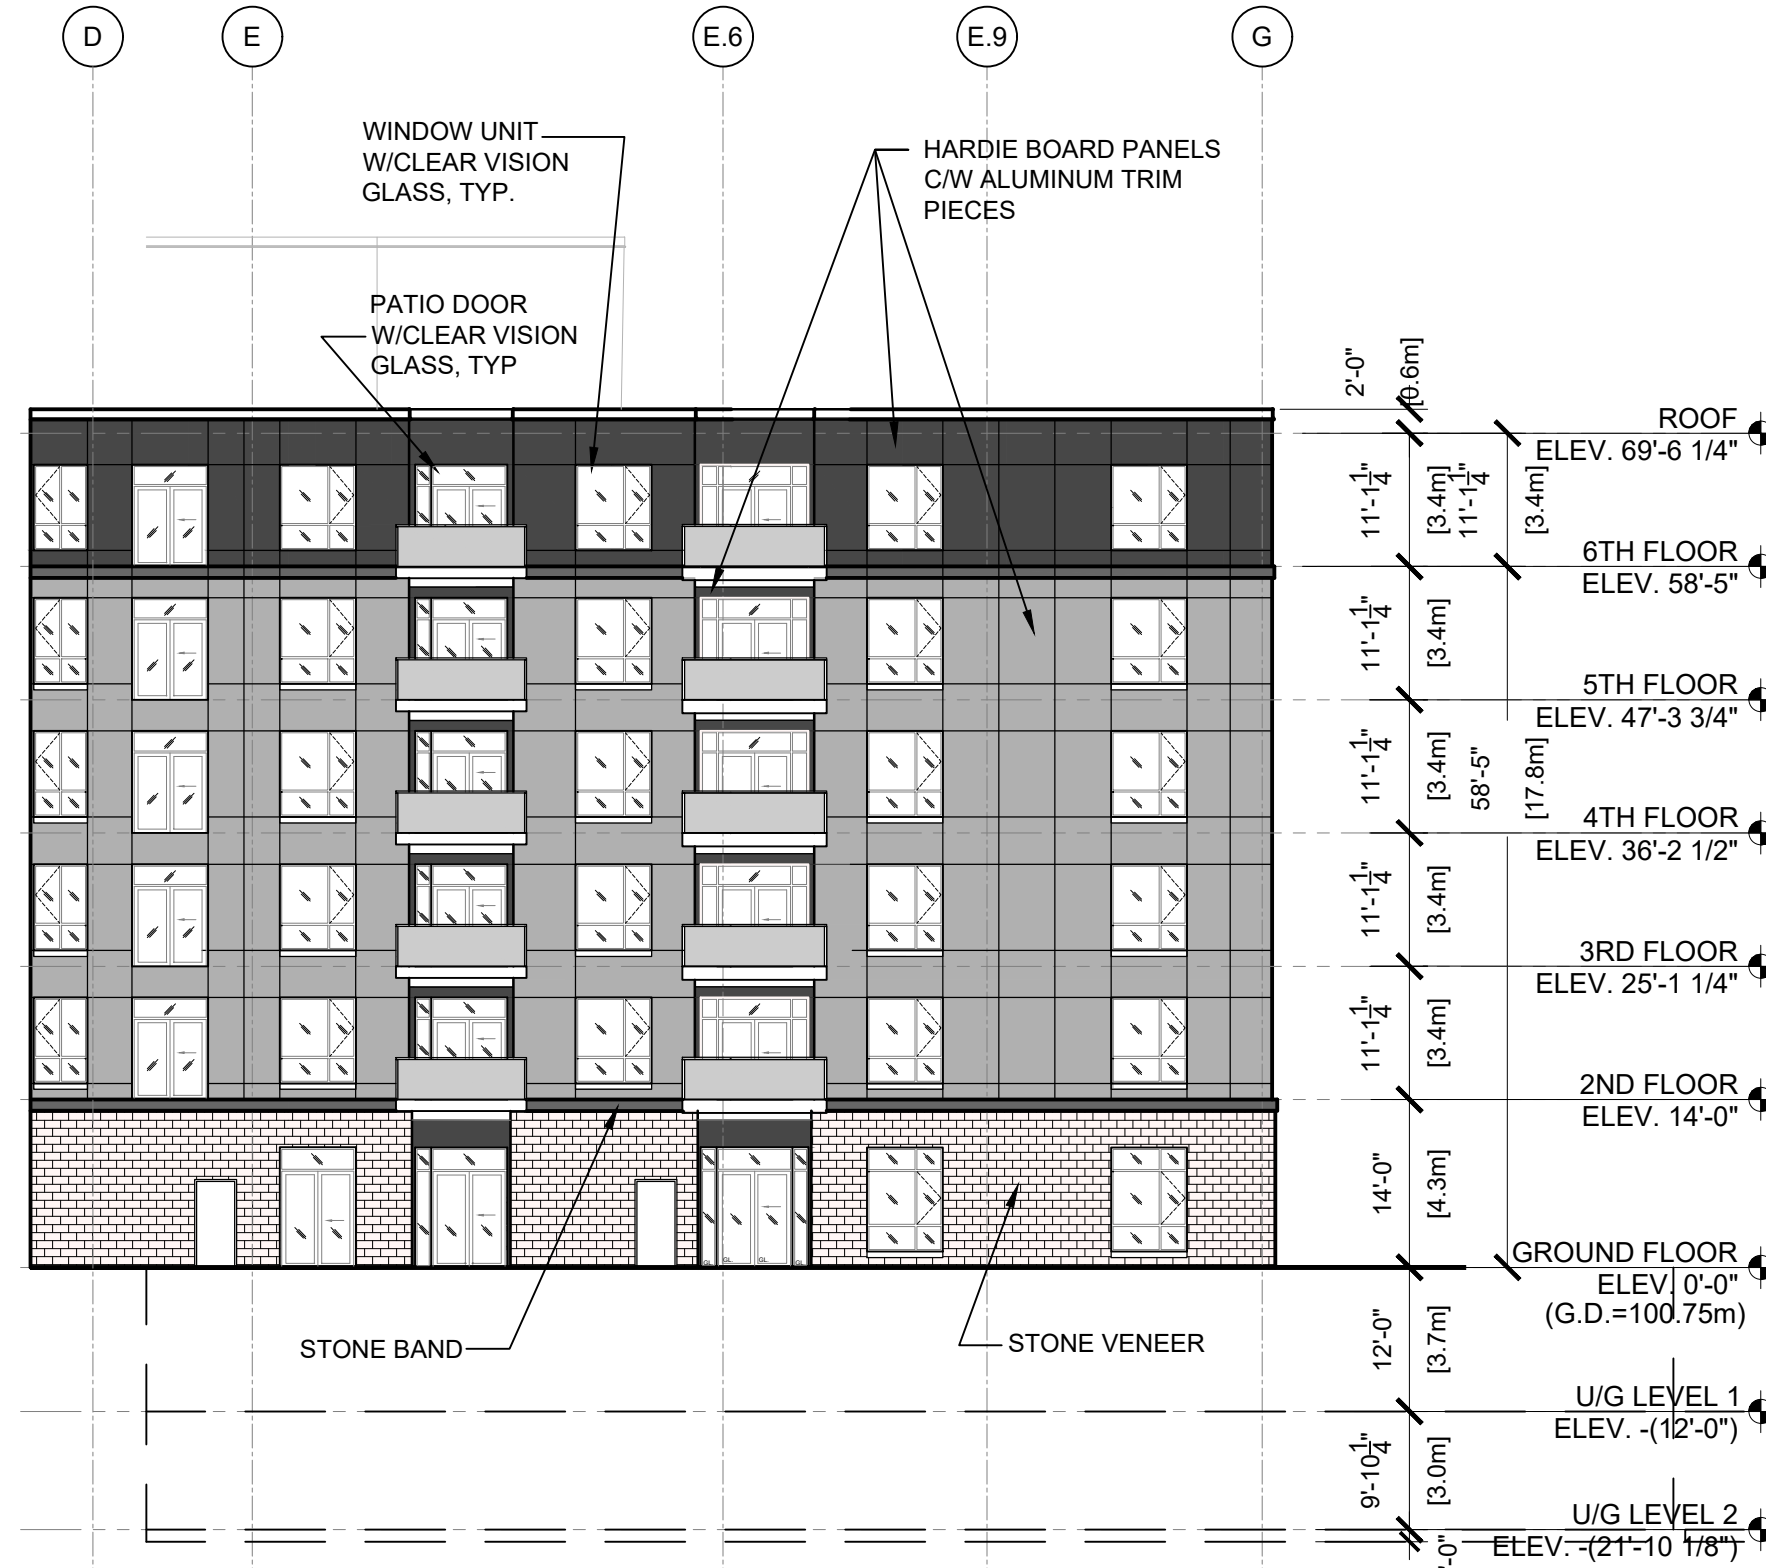 D
E
E.6
E.9
G
WINDOW UNIT
W/CLEAR VISION
GLASS, TYP.
HARDIE BOARD PANELS
C/W ALUMINUM TRIM
PIECES
PATIO DOOR
W/CLEAR VISION
GLASS, TYP
2'-0"
[0.6m]
ROOF
ELEV. 69'-6 1/4"
11'-1 1/4"
[3.4m]
11'-1 1/4"
[3.4m]
6TH FLOOR
ELEV. 58'-5"
11'-1 1/4"
[3.4m]
5TH FLOOR
ELEV. 47'-3 3/4"
11'-1 1/4"
[3.4m]
58'-5"
[17.8m]
4TH FLOOR
ELEV. 36'-2 1/2"
11'-1 1/4"
[3.4m]
3RD FLOOR
ELEV. 25'-1 1/4"
11'-1 1/4"
[3.4m]
2ND FLOOR
ELEV. 14'-0"
14'-0"
[4.3m]
GL.
GL.
GL.
GL.
GROUND FLOOR
ELEV. 0'-0"
(G.D.=100.75m)
STONE BAND
STONE VENEER
12'-0"
[3.7m]
U/G LEVEL 1
ELEV. -(12'-0")
9'-10 1/4"
[3.0m]
U/G LEVEL 2
ELEV. -(21'-10 1/8")
'-0"